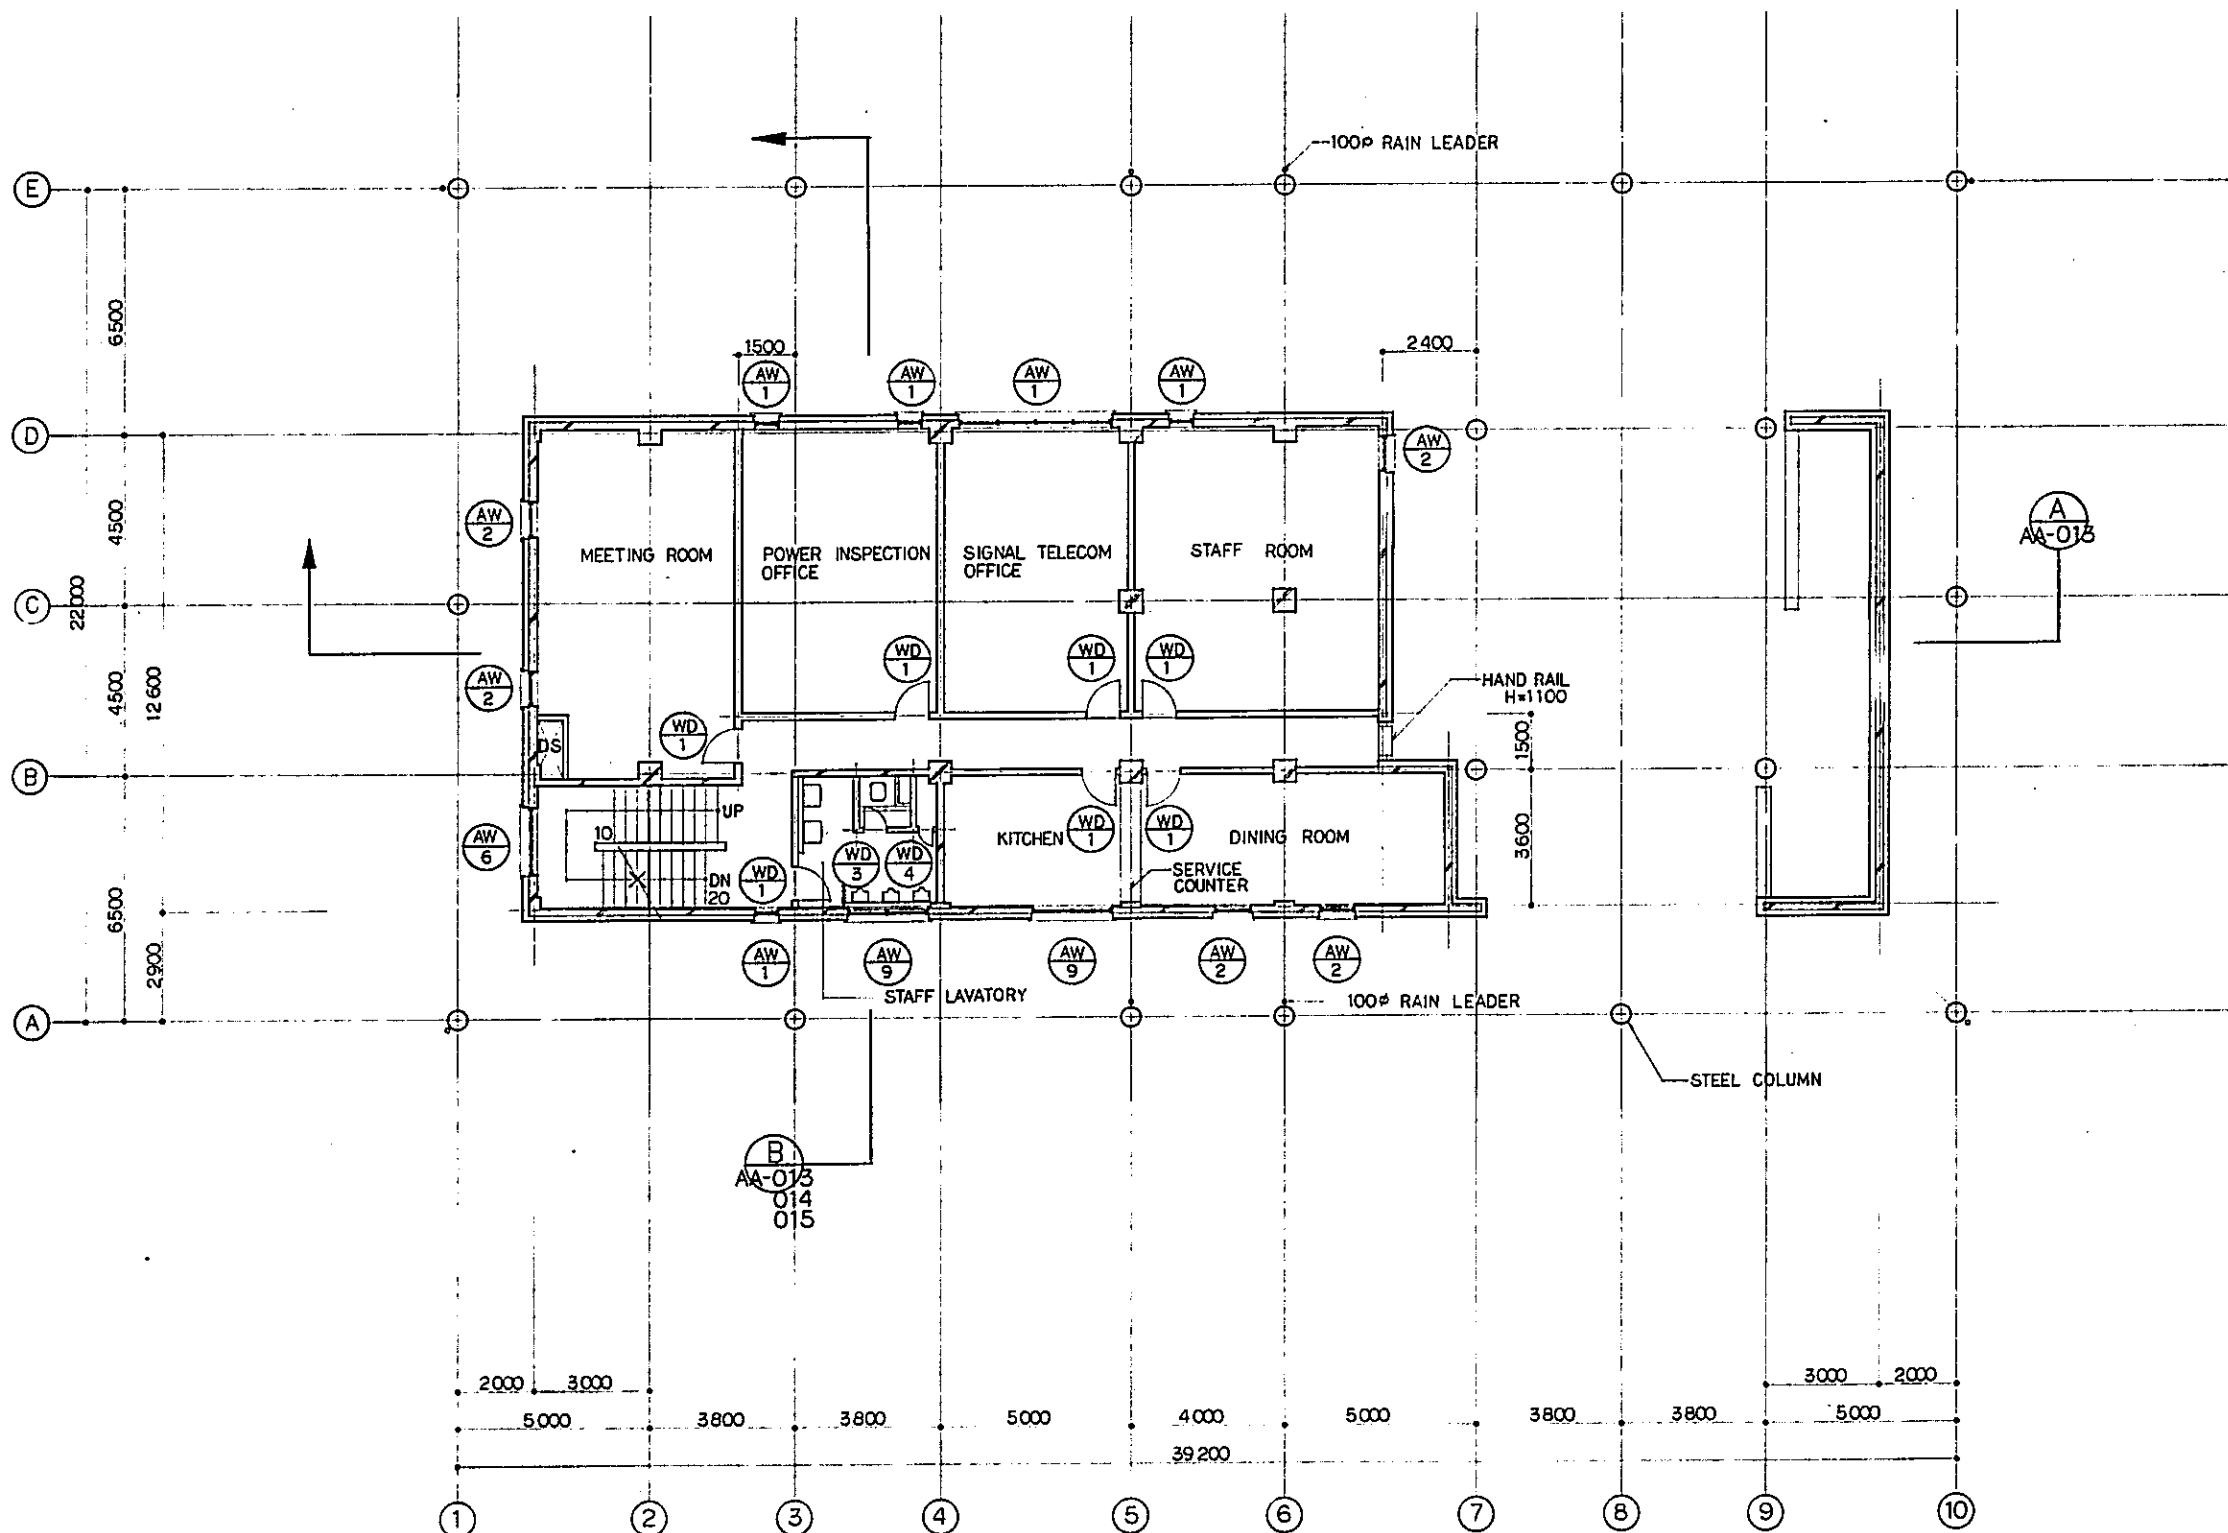 100φ RAIN LEADER
E
6500
1500
2400
AW
1
AW
1
AW
1
AW
1
D
AW
2
4500
AW
2
MEETING ROOM
POWER INSPECTION
OFFICE
SIGNAL TELECOM
OFFICE
STAFF ROOM
A
AA-013
C
22000
WD
1
WD
1
WD
1
4500
12600
AW
2
HAND RAIL
H=1100
WD
1
DS
1500
B
UP
10
AW
6
KITCHEN
WD
1
WD
1
DINING ROOM
3600
WD
3
WD
4
WD
1
DN
20
SERVICE
COUNTER
6500
2900
AW
1
AW
9
AW
9
AW
2
AW
2
STAFF LAVATORY
100φ RAIN LEADER
A
STEEL COLUMN
B
AA-013
014
015
2000
3000
3000
2000
5000
3800
3800
5000
4000
5000
3800
3800
5000
39200
1
2
3
4
5
6
7
8
9
10